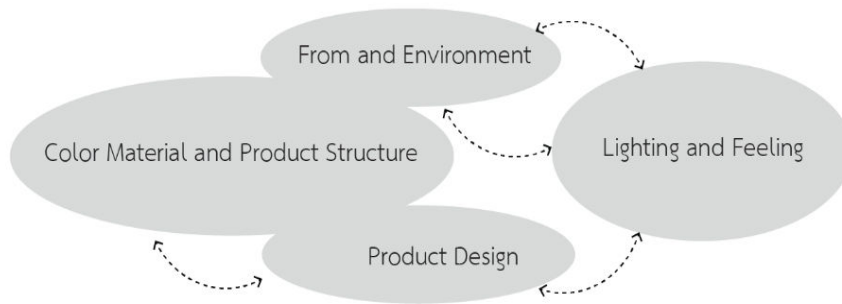 From and Environment
Color Material and Product Structure
Lighting and Feeling
Product Design